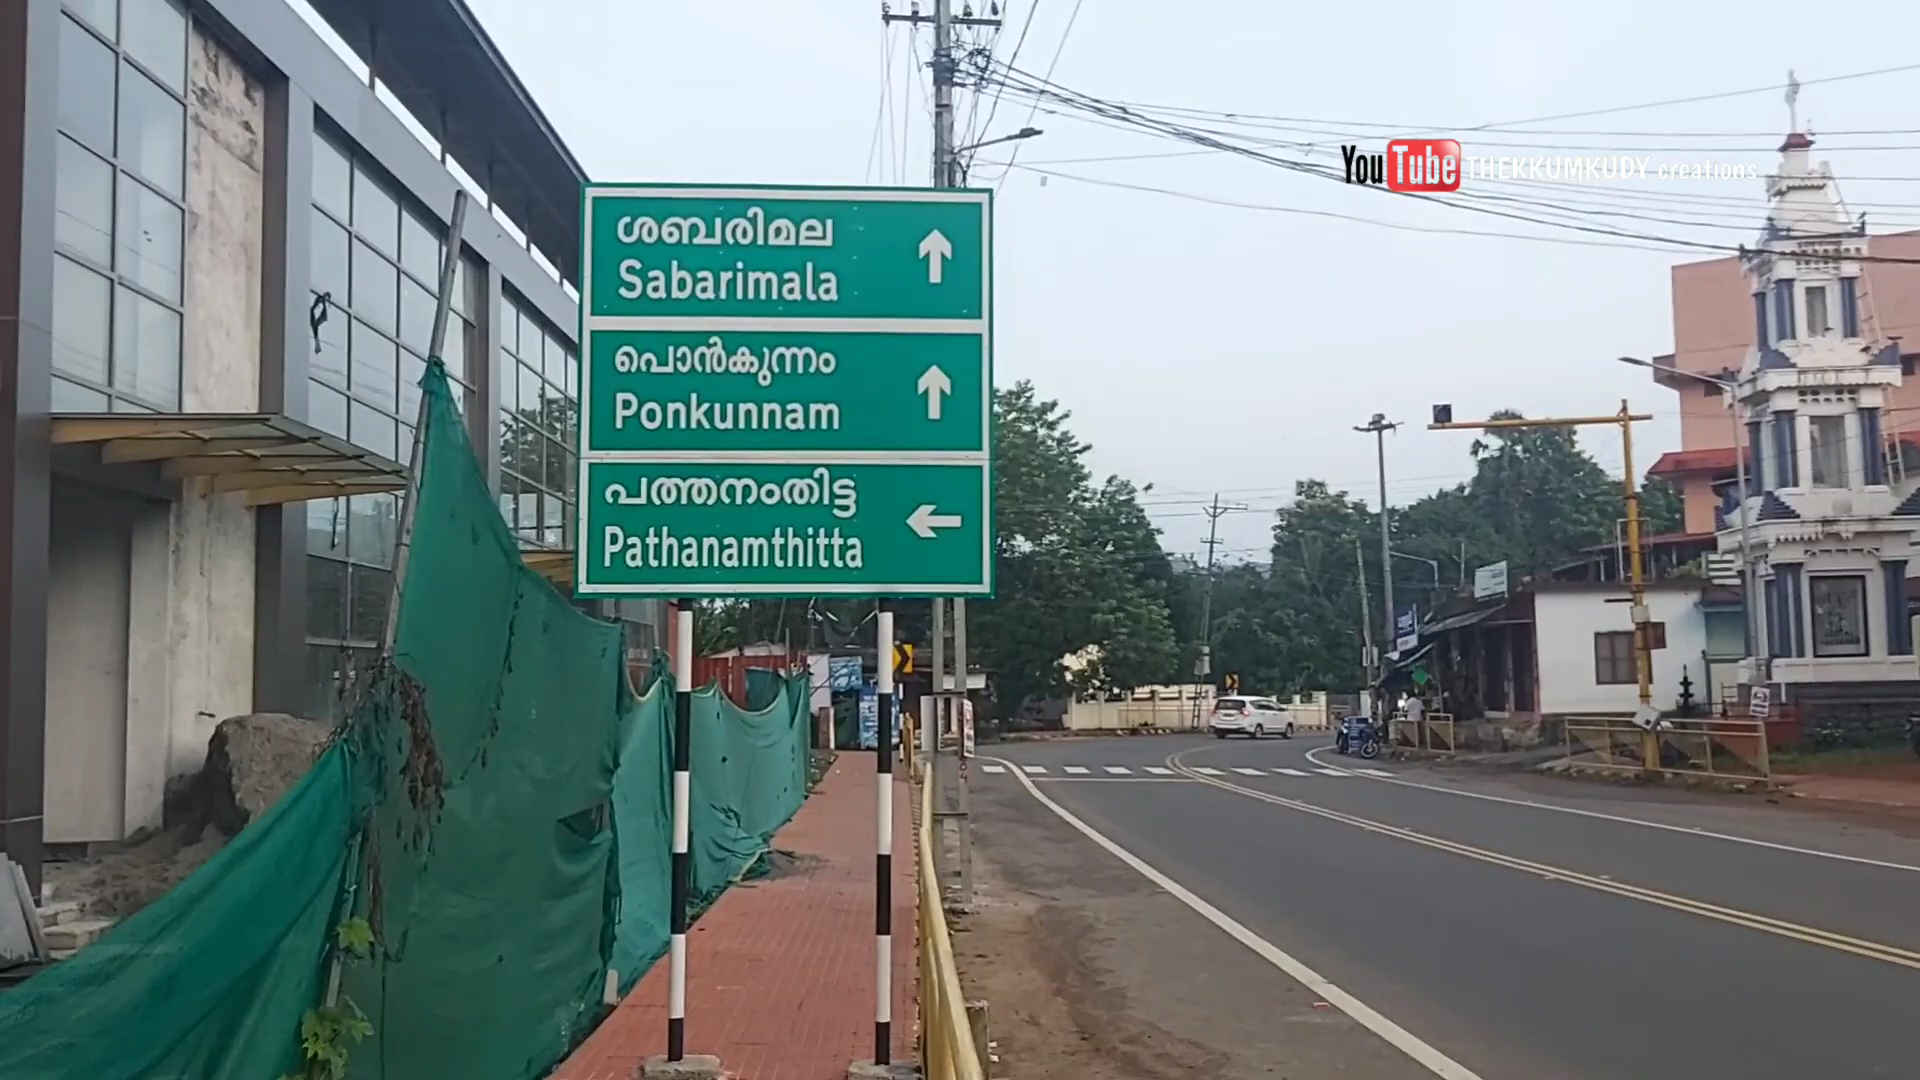 YouTube THEKKUMKUDY creations
ശബരിമല
Sabarimala
പൊൻകുന്നം
Ponkunnam
പത്തനംതിട്ട
Pathanamthitta